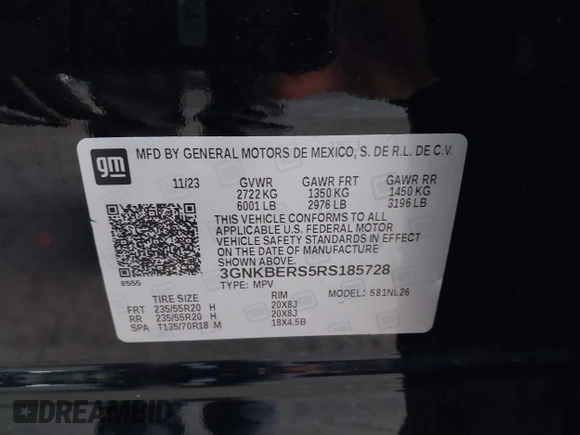 gm MFD BY GENERAL MOTORS DE MEXICO, S. DE R.L. DE C.V.
11/23 GVWR GAWR FRT GAWR RR
2722 KG 1350 KG 1450 KG
6001 LB 2976 LB 3196 LB
THIS VEHICLE CONFORMS TO ALL
APPLICABLE U.S. FEDERAL MOTOR
VEHICLE SAFETY STANDARDS IN EFFECT
ON THE DATE OF MANUFACTURE
SHOWN ABOVE.
3GNKBERS5RS185728
8555 TYPE: MPV MODEL: 581NL26
TIRE SIZE RIM
FRT 235/55R20 H 20X8J
RR 235/55R20 H 20X8J
SPA T135/70R18 M 18X4.5B
DREAMBID